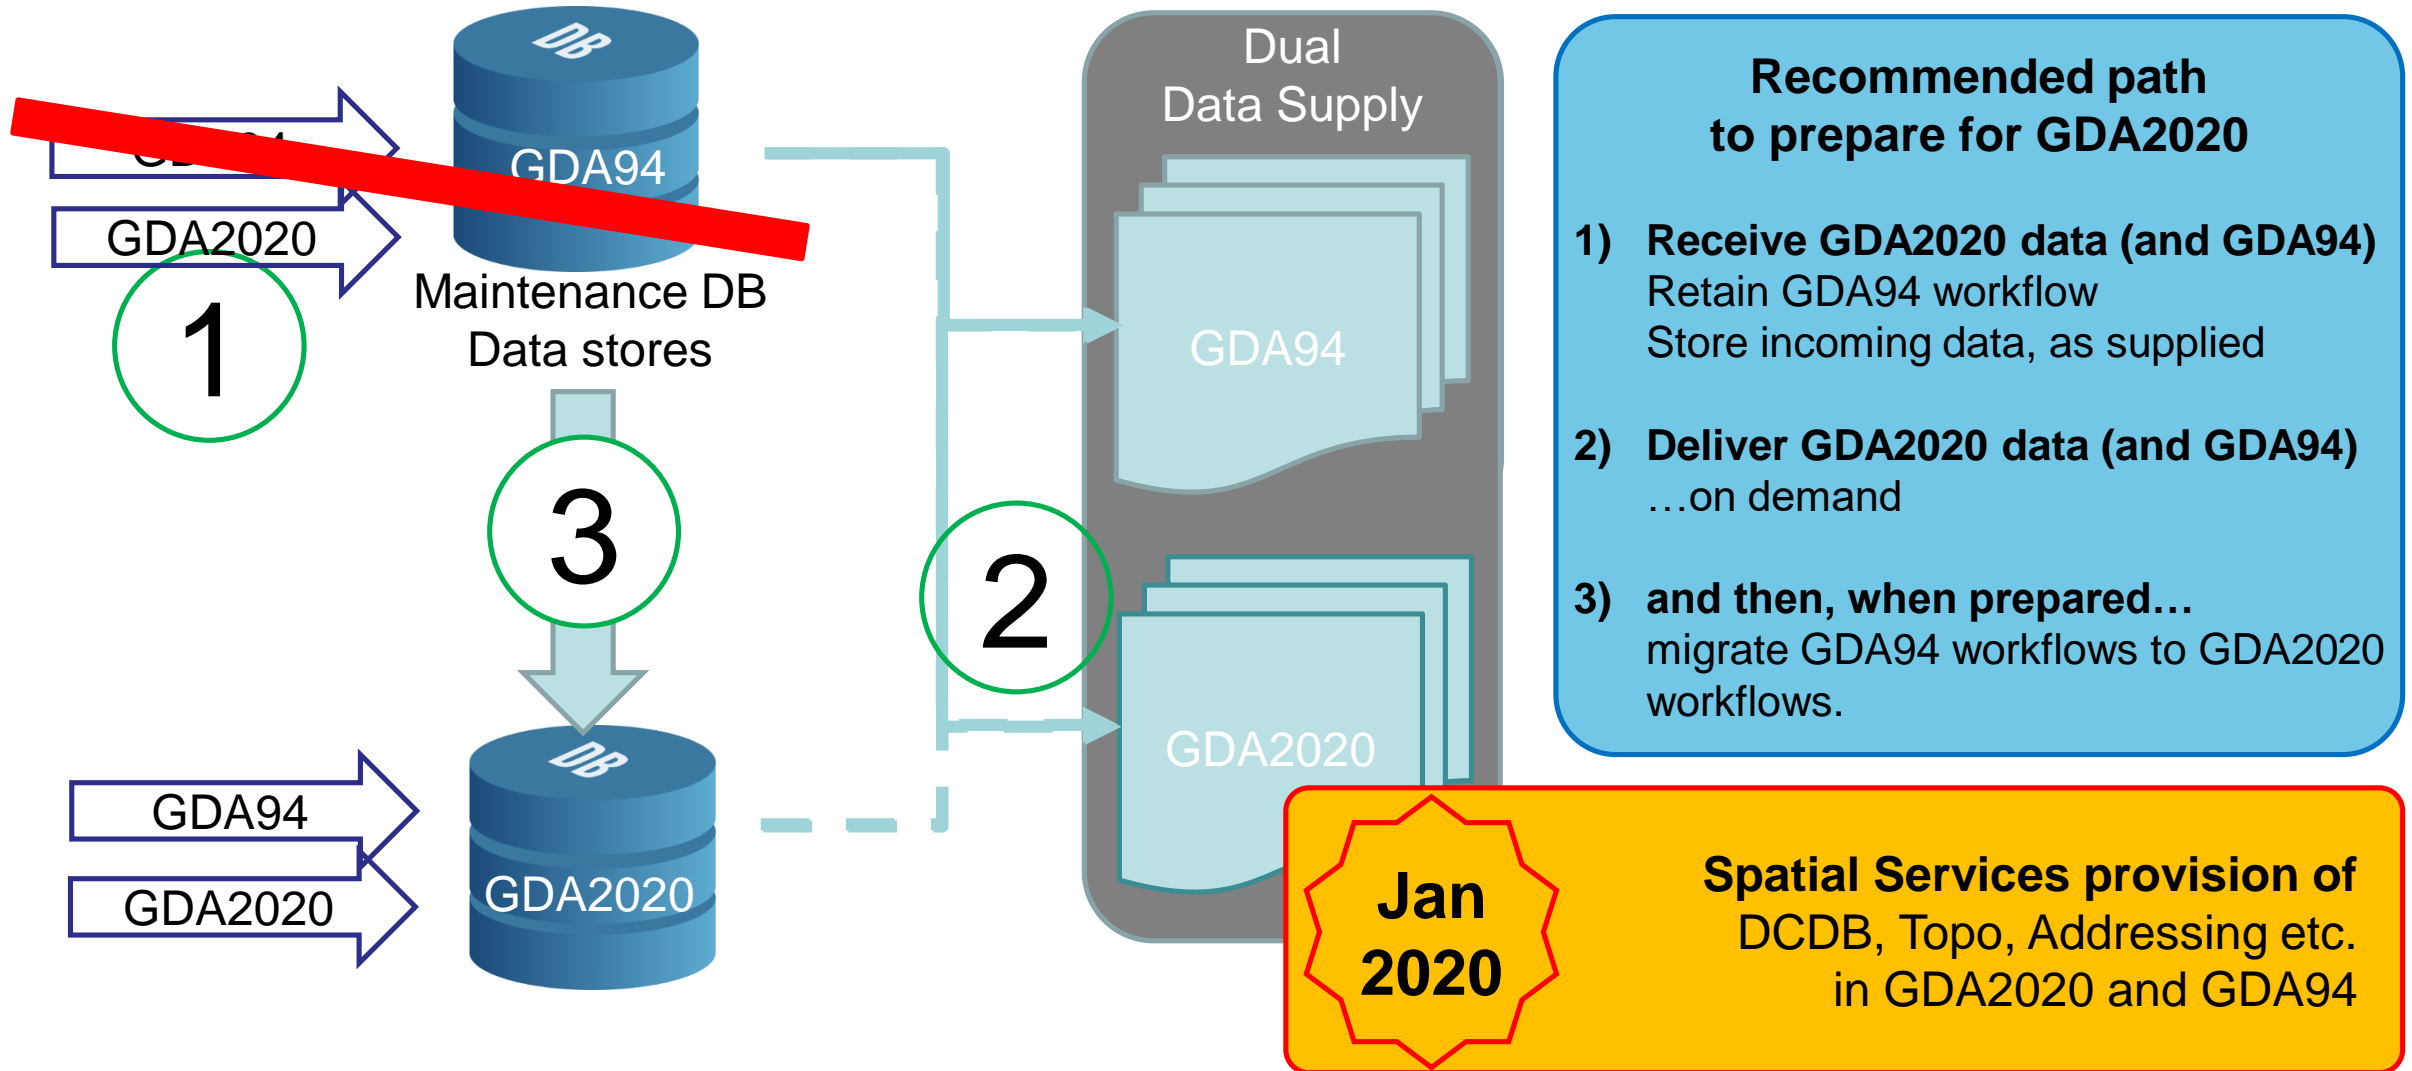 DB
GDA94
GDA2020
1
Maintenance DB
Data stores
3
DB
GDA94
GDA2020
GDA2020
2
Dual
Data Supply
GDA94
GDA2020
Recommended path
to prepare for GDA2020
1) Receive GDA2020 data (and GDA94)
Retain GDA94 workflow
Store incoming data, as supplied
2) Deliver GDA2020 data (and GDA94)
…on demand
3) and then, when prepared…
migrate GDA94 workflows to GDA2020
workflows.
Jan
2020
Spatial Services provision of
DCDB, Topo, Addressing etc.
in GDA2020 and GDA94